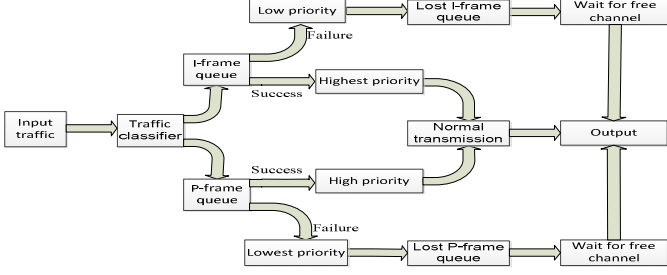 Low priority
Lost I-frame
queue
Wait for free
channel
Failure
I-frame
queue
Success
Highest priority
Input
traffic
Traffic
classifier
Normal
transmission
Output
Success
P-frame
queue
High priority
Failure
Lowest priority
Lost P-frame
queue
Wait for free
channel